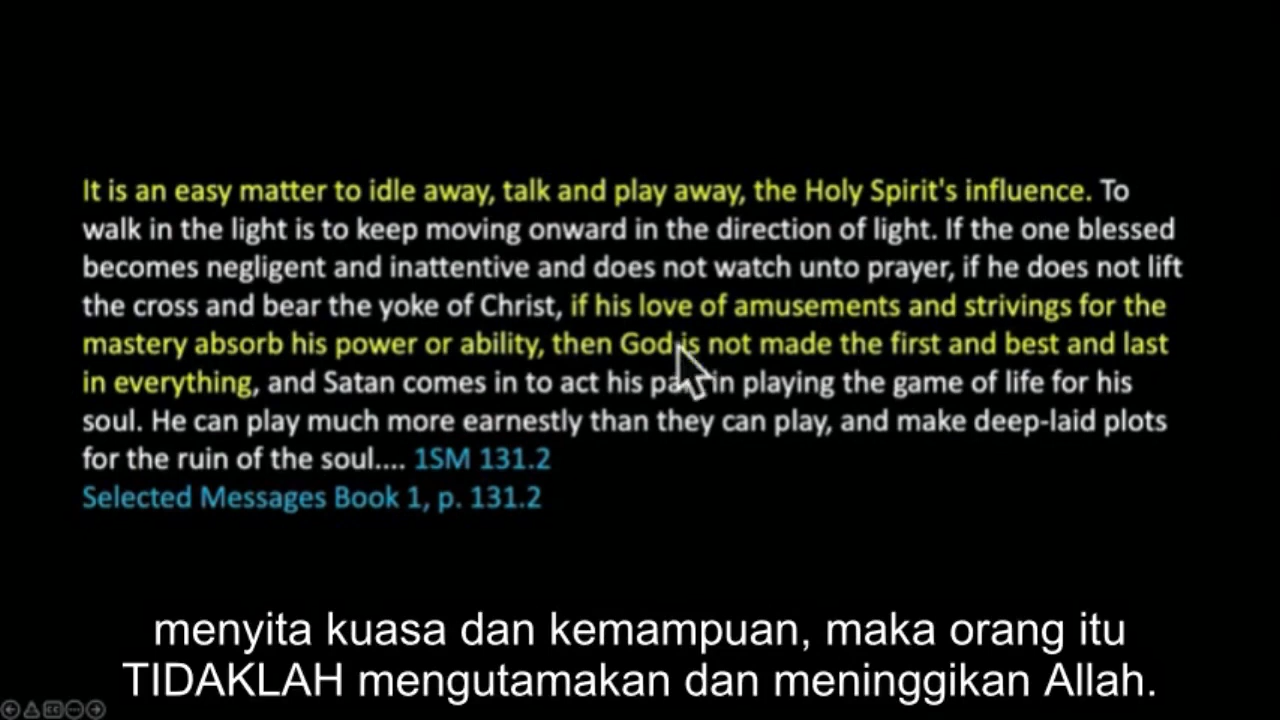 It is an easy matter to idle away, talk and play away, the Holy Spirit's influence. To
walk in the light is to keep moving onward in the direction of light. If the one blessed
becomes negligent and inattentive and does not watch unto prayer, if he does not lift
the cross and bear the yoke of Christ, if his love of amusements and strivings for the
mastery absorb his power or ability, then God is not made the first and best and last
in everything, and Satan comes in to act his part in playing the game of life for his
soul. He can play much more earnestly than they can play, and make deep-laid plots
for the ruin of the soul.... 1SM 131.2
Selected Messages Book 1, p. 131.2
menyita kuasa dan kemampuan, maka orang itu
TIDAKLAH mengutamakan dan meninggikan Allah.